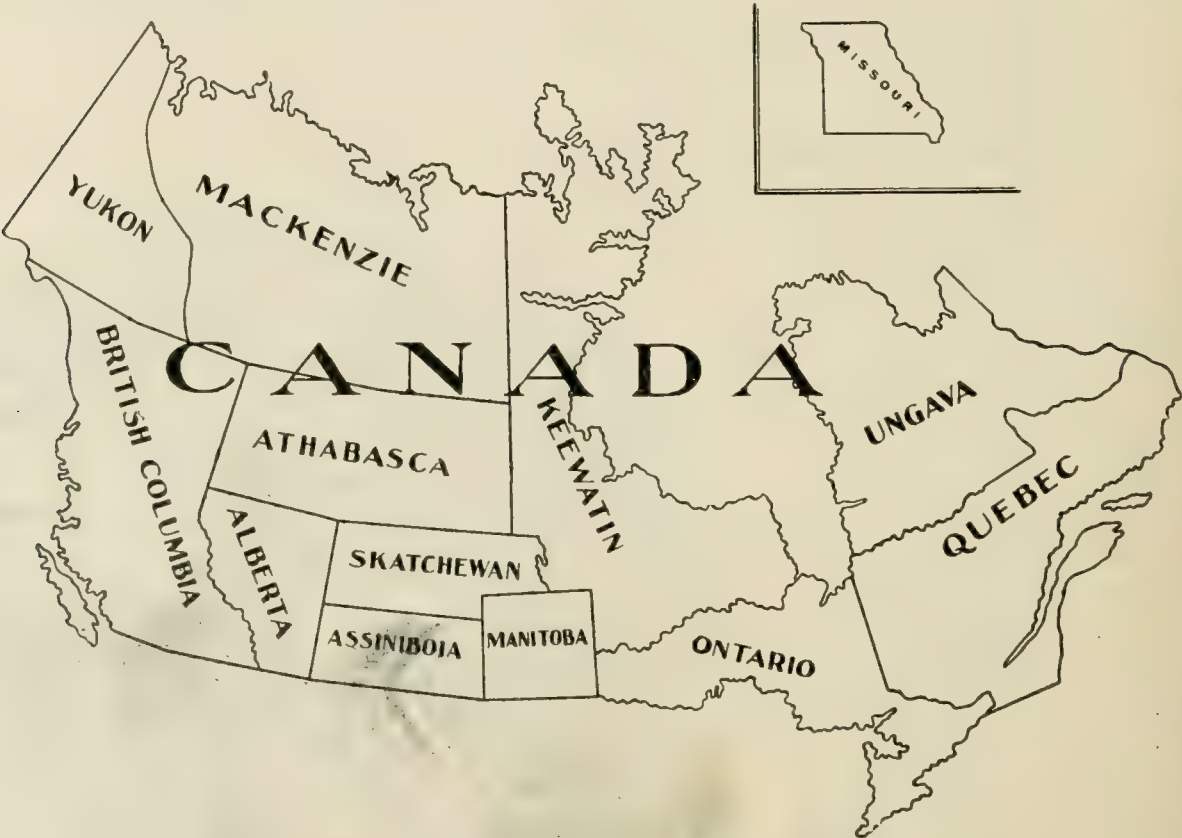 MISSOURI
YUKON
MACKENZIE
CANADA
BRITISH COLUMBIA
ATHABASCA
KEEWATIN
UNGAVA
QUEBEC
ALBERTA
SKATCHEWAN
ASSINIBOIA
MANITOBA
ONTARIO